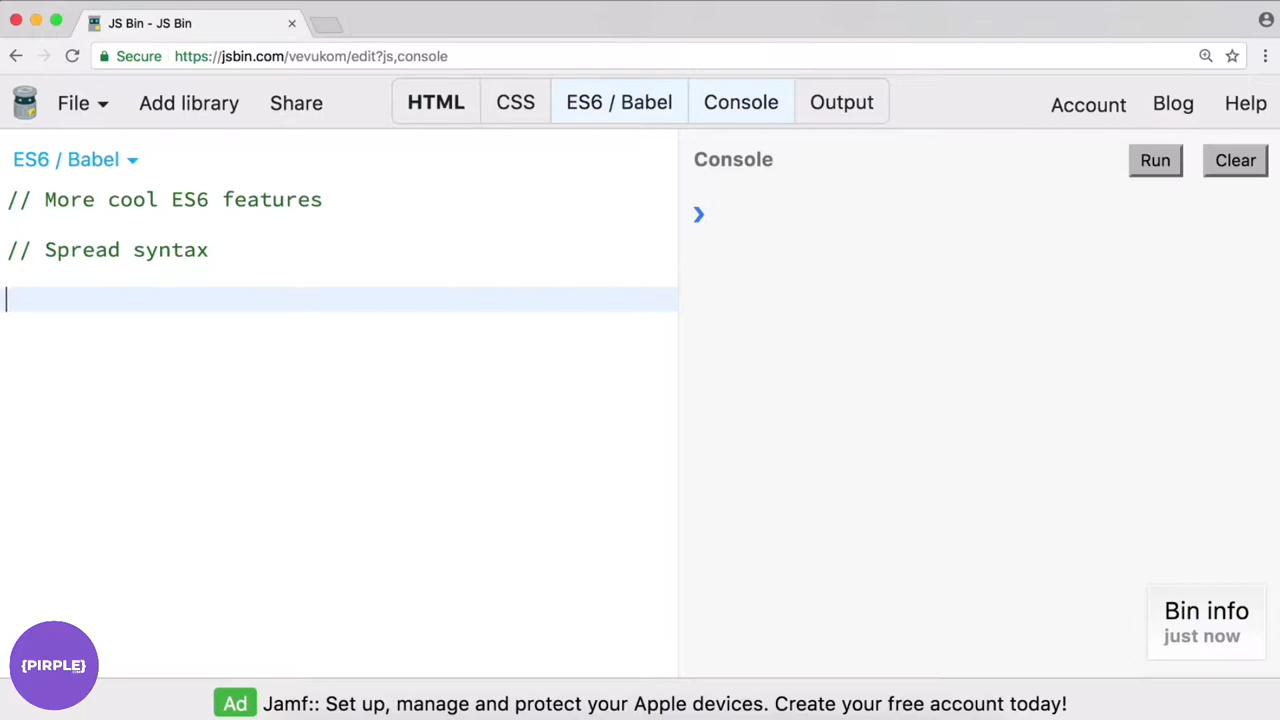 JS Bin - JS Bin
Secure https://jsbin.com/vevukom/edit?js,console
File Add library Share HTML CSS ES6 / Babel Console Output Account Blog Help
ES6 / Babel
Console Run Clear
// More cool ES6 features
// Spread syntax
Bin info
just now
{PIRPLE}
Ad Jamf:: Set up, manage and protect your Apple devices. Create your free account today!